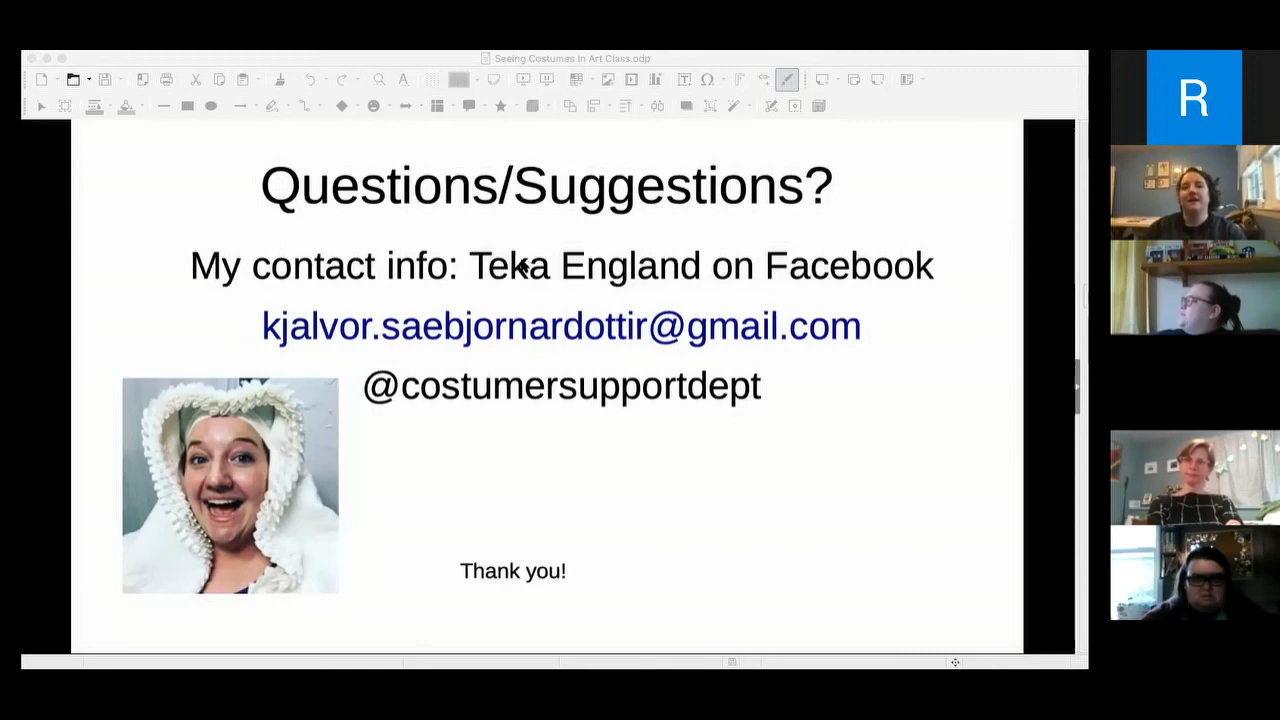 Seeing Costumes In Art Class.odp
Questions/Suggestions?
My contact info: Teka England on Facebook
kjalvor.saebjornardottir@gmail.com
@costumersupportdept
Thank you!
R